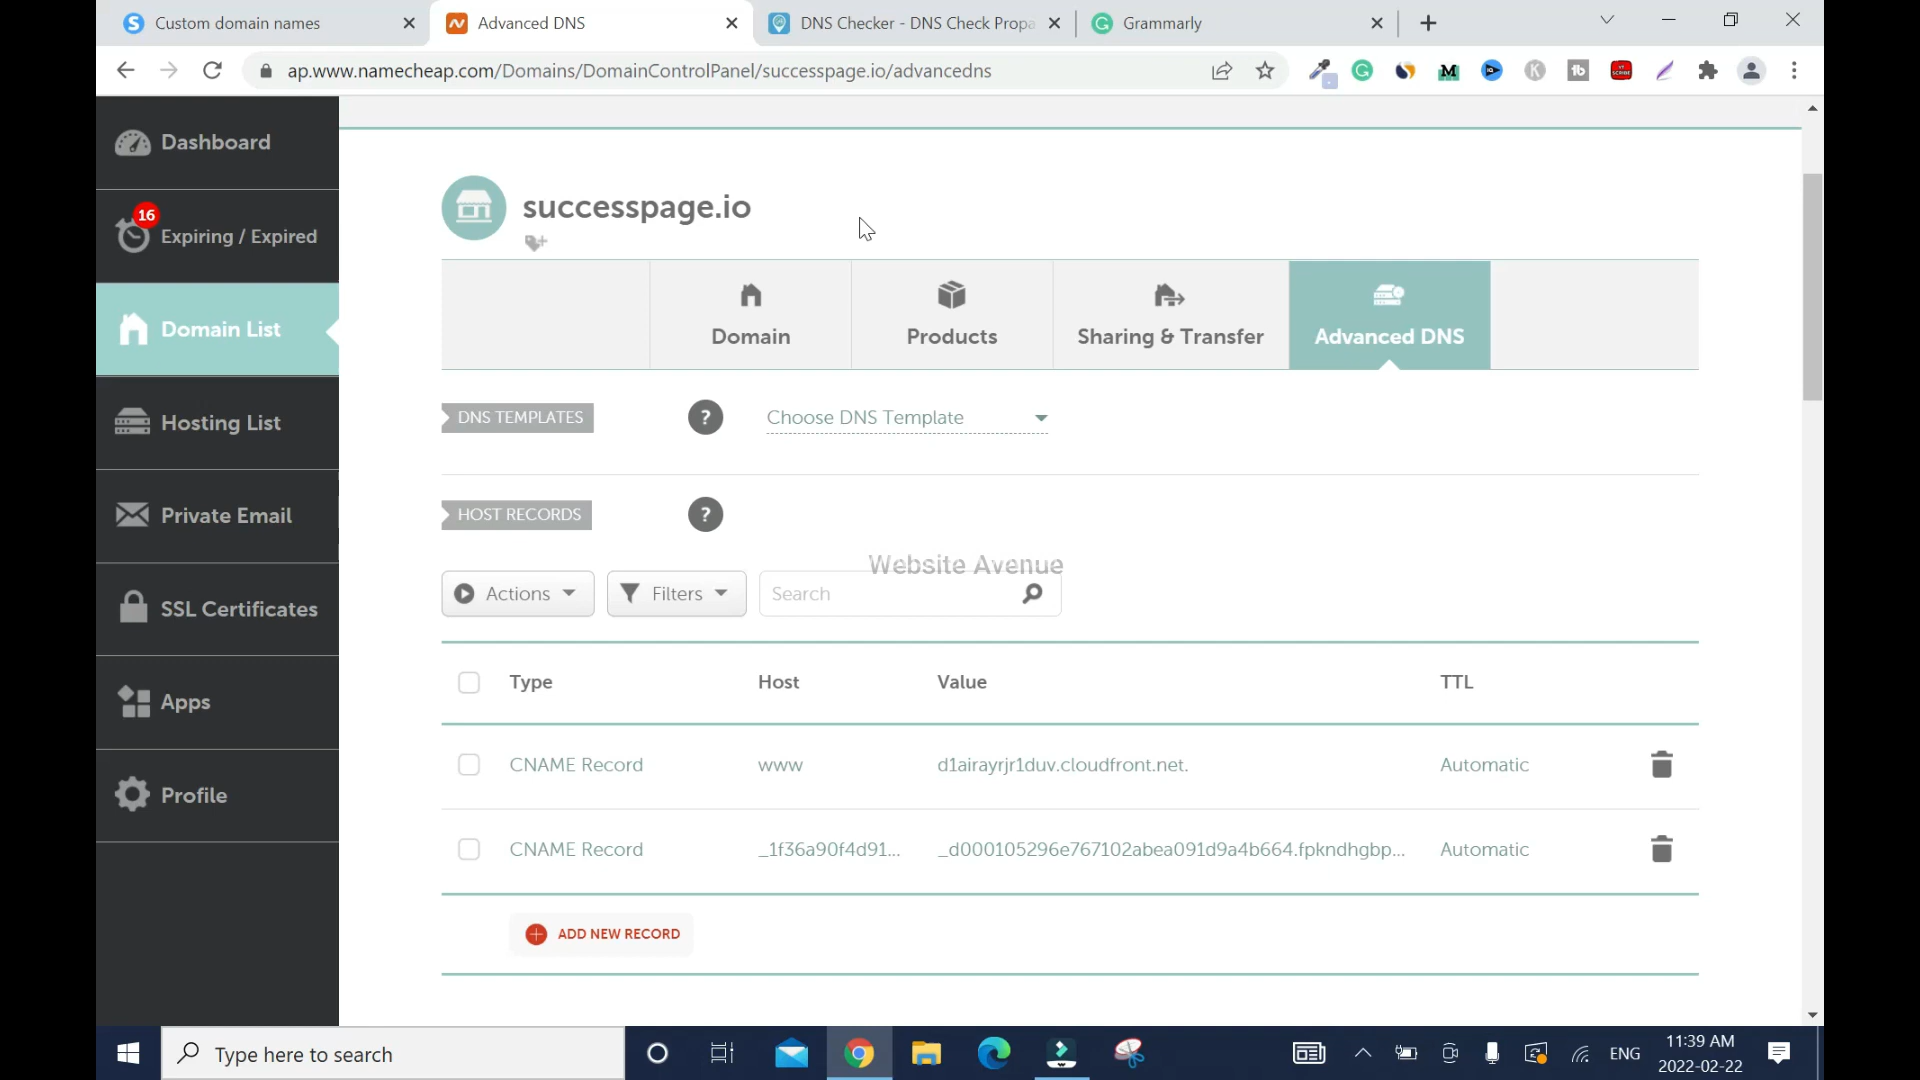 Custom domain names
Advanced DNS
DNS Checker - DNS Check Propa
Grammarly
ap.www.namecheap.com/Domains/DomainControlPanel/successpage.io/advanceddns
Dashboard
16
Expiring / Expired
Domain List
Hosting List
Private Email
SSL Certificates
Apps
Profile
successpage.io
Domain
Products
Sharing & Transfer
Advanced DNS
DNS TEMPLATES
?
Choose DNS Template
HOST RECORDS
?
Website Avenue
Actions
Filters
Search
Type Host Value TTL
CNAME Record www d1airayrjr1duv.cloudfront.net. Automatic
CNAME Record _1f36a90f4d91... _d000105296e767102abea091d9a4b664.fpkndhgbp... Automatic
ADD NEW RECORD
Type here to search
ENG
11:39 AM
2022-02-22